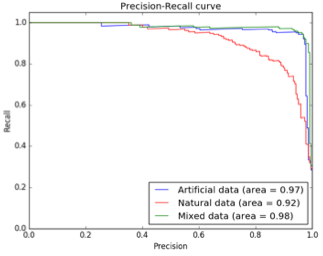 Precision-Recall curve
1.0
0.8
0.6
0.4
0.2
0.0
Recall
Artificial data (area = 0.97)
Natural data (area = 0.92)
Mixed data (area = 0.98)
0.0 0.2 0.4 0.6 0.8 1.0
Precision